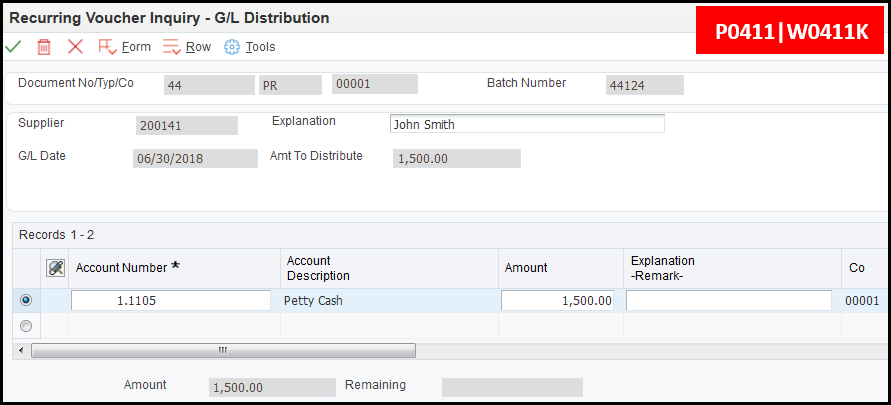 Recurring Voucher Inquiry - G/L Distribution
P0411|W0411K
Form Row Tools
Document No/Typ/Co 44 PR 00001 Batch Number 44124
Supplier 200141 Explanation John Smith
G/L Date 06/30/2018 Amt To Distribute 1,500.00
Records 1 - 2
Account Number * Account Description Amount Explanation -Remark- Co
1.1105 Petty Cash 1,500.00 00001
Amount 1,500.00 Remaining